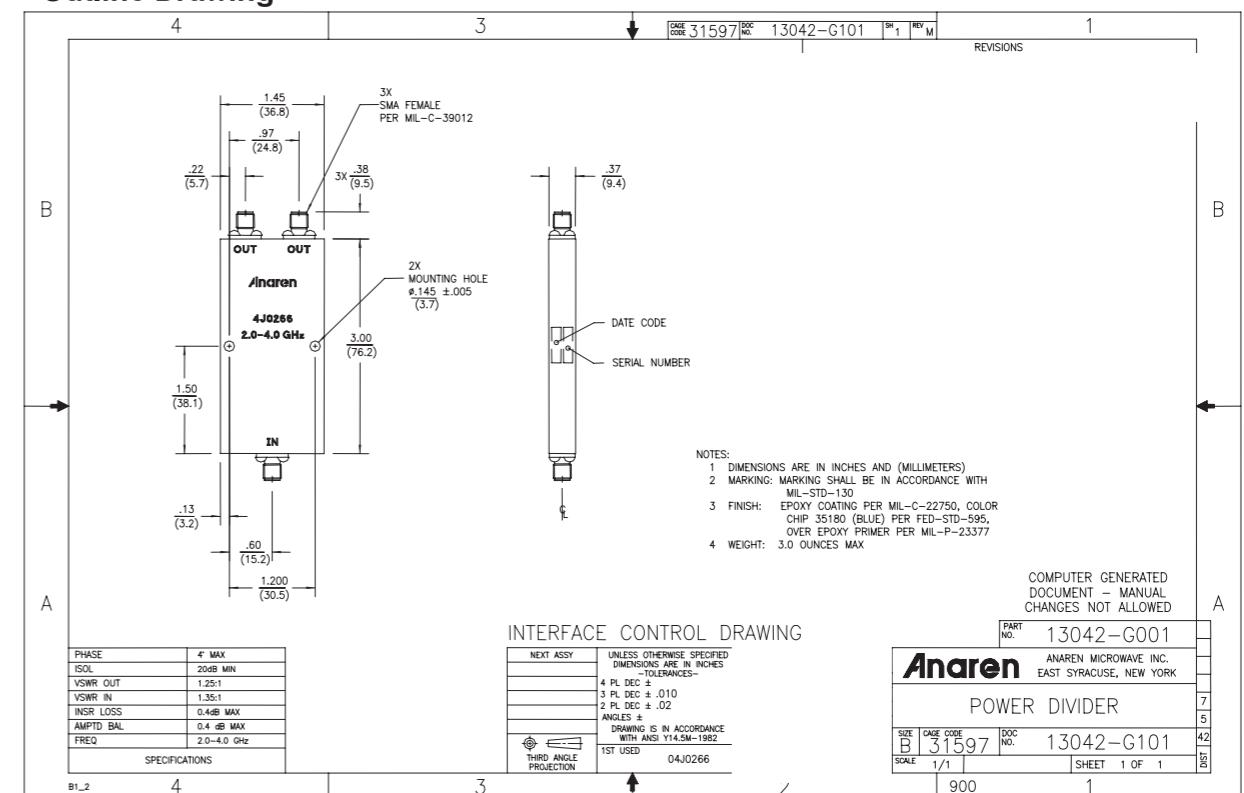 4
3
CAGE CODE 31597 DOC NO. 13042-G101 SH 1 REV M
1
REVISIONS
1.45
(36.8)
.97
(24.8)
.22
(5.7)
3X
SMA FEMALE
PER MIL-C-39012
3X .38
(9.5)
.37
(9.4)
B
B
OUT OUT
Anaren
4J0266
2.0-4.0 GHz
2X
MOUNTING HOLE
ø.145 ±.005
(3.7)
3.00
(76.2)
DATE CODE
SERIAL NUMBER
1.50
(38.1)
IN
.13
(3.2)
.60
(15.2)
1.200
(30.5)
NOTES:
1 DIMENSIONS ARE IN INCHES AND (MILLIMETERS)
2 MARKING: MARKING SHALL BE IN ACCORDANCE WITH
MIL-STD-130
3 FINISH: EPOXY COATING PER MIL-C-22750, COLOR
CHIP 35180 (BLUE) PER FED-STD-595,
OVER EPOXY PRIMER PER MIL-P-23377
4 WEIGHT: 3.0 OUNCES MAX
COMPUTER GENERATED
DOCUMENT - MANUAL
CHANGES NOT ALLOWED
A
A
INTERFACE CONTROL DRAWING
PHASE 4° MAX
ISOL 20dB MIN
VSWR OUT 1.25:1
VSWR IN 1.35:1
INSR LOSS 0.4dB MAX
AMPTD BAL 0.4 dB MAX
FREQ 2.0-4.0 GHz
SPECIFICATIONS
NEXT ASSY
UNLESS OTHERWISE SPECIFIED
DIMENSIONS ARE IN INCHES
-TOLERANCES-
4 PL DEC ±
3 PL DEC ± .010
2 PL DEC ± .02
ANGLES ±
DRAWING IS IN ACCORDANCE
WITH ANSI Y14.5M-1982
THIRD ANGLE
PROJECTION
1ST USED
04J0266
PART NO. 13042-G001
Anaren
ANAREN MICROWAVE INC.
EAST SYRACUSE, NEW YORK
POWER DIVIDER
SIZE B CAGE CODE 31597 DOC NO. 13042-G101
SCALE 1/1 SHEET 1 OF 1
7
5
42
DIST
B1_2
4
3
900
1